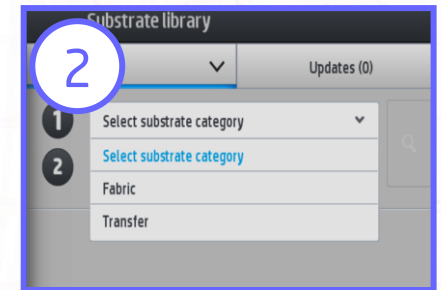 Substrate library
2
Updates (0)
1
Select substrate category
2
Select substrate category
Fabric
Transfer